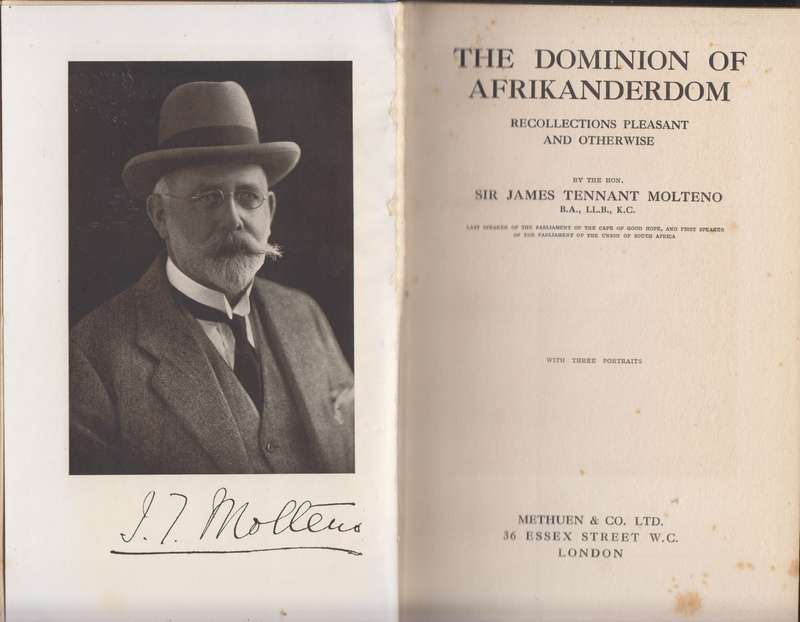 J. T. Molteno
THE DOMINION OF
AFRIKANDERDOM
RECOLLECTIONS PLEASANT
AND OTHERWISE
BY THE HON.
SIR JAMES TENNANT MOLTENO
B.A., LL.B., K.C.
LAST SPEAKER OF THE PARLIAMENT OF THE CAPE OF GOOD HOPE, AND FIRST SPEAKER
OF THE PARLIAMENT OF THE UNION OF SOUTH AFRICA
WITH THREE PORTRAITS
METHUEN & CO. LTD.
36 ESSEX STREET W.C.
LONDON